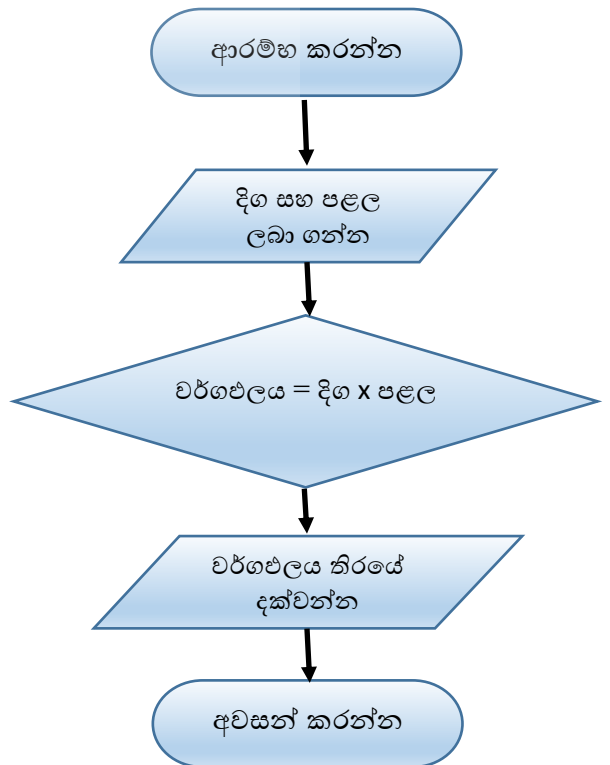 ආරම්භ කරන්න
දිග සහ පළල
ලබා ගන්න
වර්ගඵලය = දිග x පළල
වර්ගඵලය තිරයේ
දක්වන්න
අවසන් කරන්න